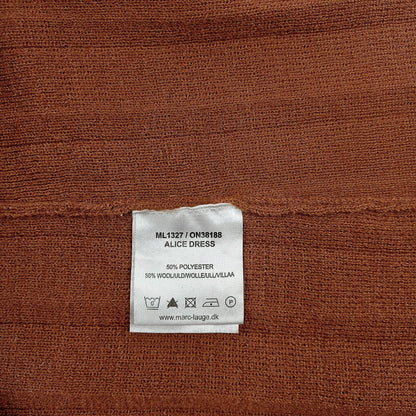 ML1327 / ON38188
ALICE DRESS
50% POLYESTER
50% WOOL/ULD/WOLLE/ULL/VILLAA
P
www.marc-lauge.dk